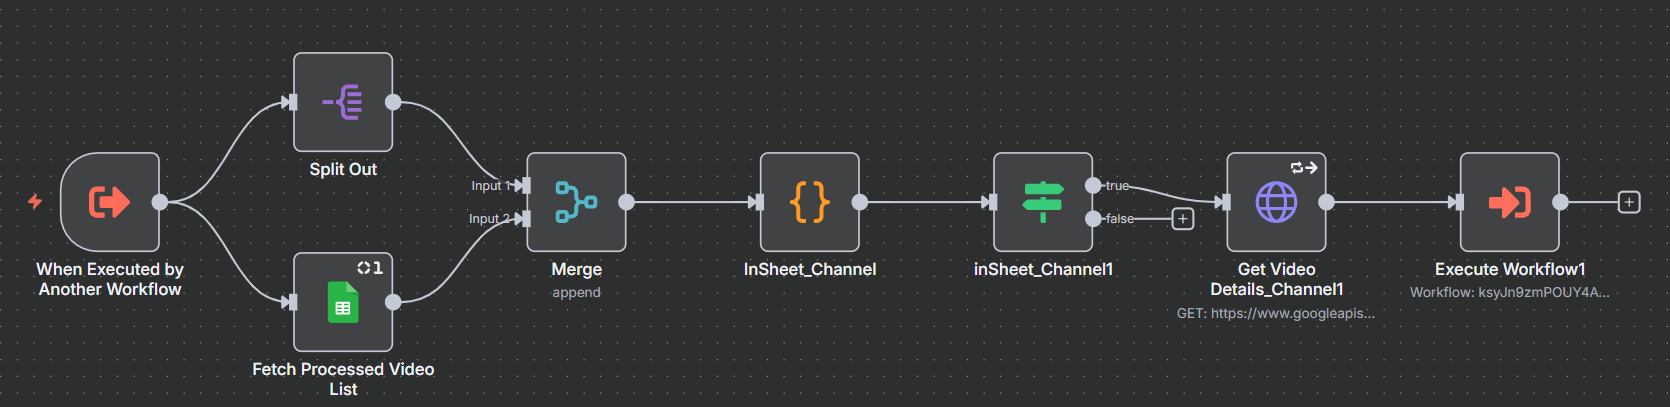 When Executed by
Another Workflow
Split Out
1
Fetch Processed Video
List
Input 1
Input 2
Merge
append
{}
InSheet_Channel
true
false
inSheet_Channel1
Get Video
Details_Channel1
GET: https://www.googleapis...
Execute Workflow1
Workflow: ksyJn9zmPOUY4A...